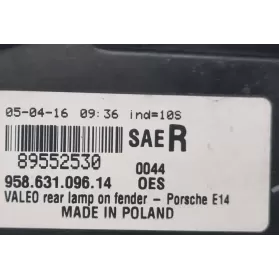 05-04-16 09:36 ind=10S
SAE R
89552530 0044
958.631.096.14 OES
VALEO rear lamp on fender - Porsche E14
MADE IN POLAND